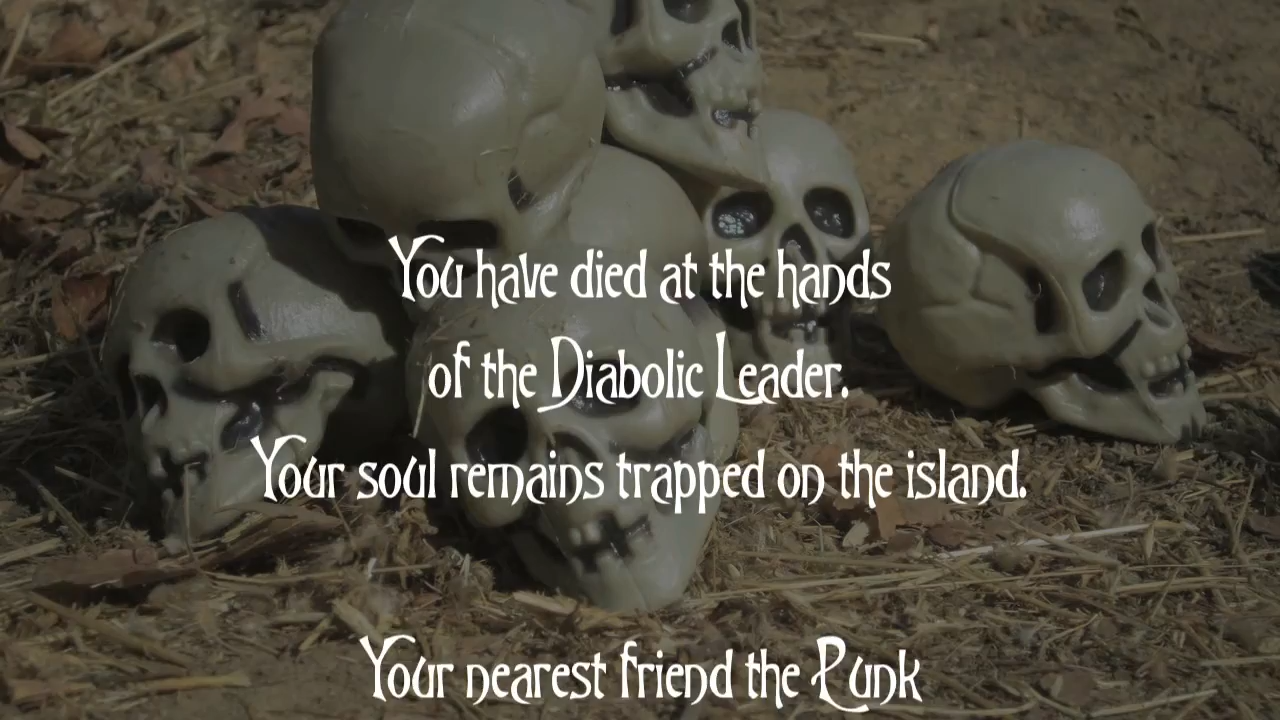 You have died at the hands
of the Diabolic Leader.
Your soul remains trapped on the island.
Your nearest friend the Punk